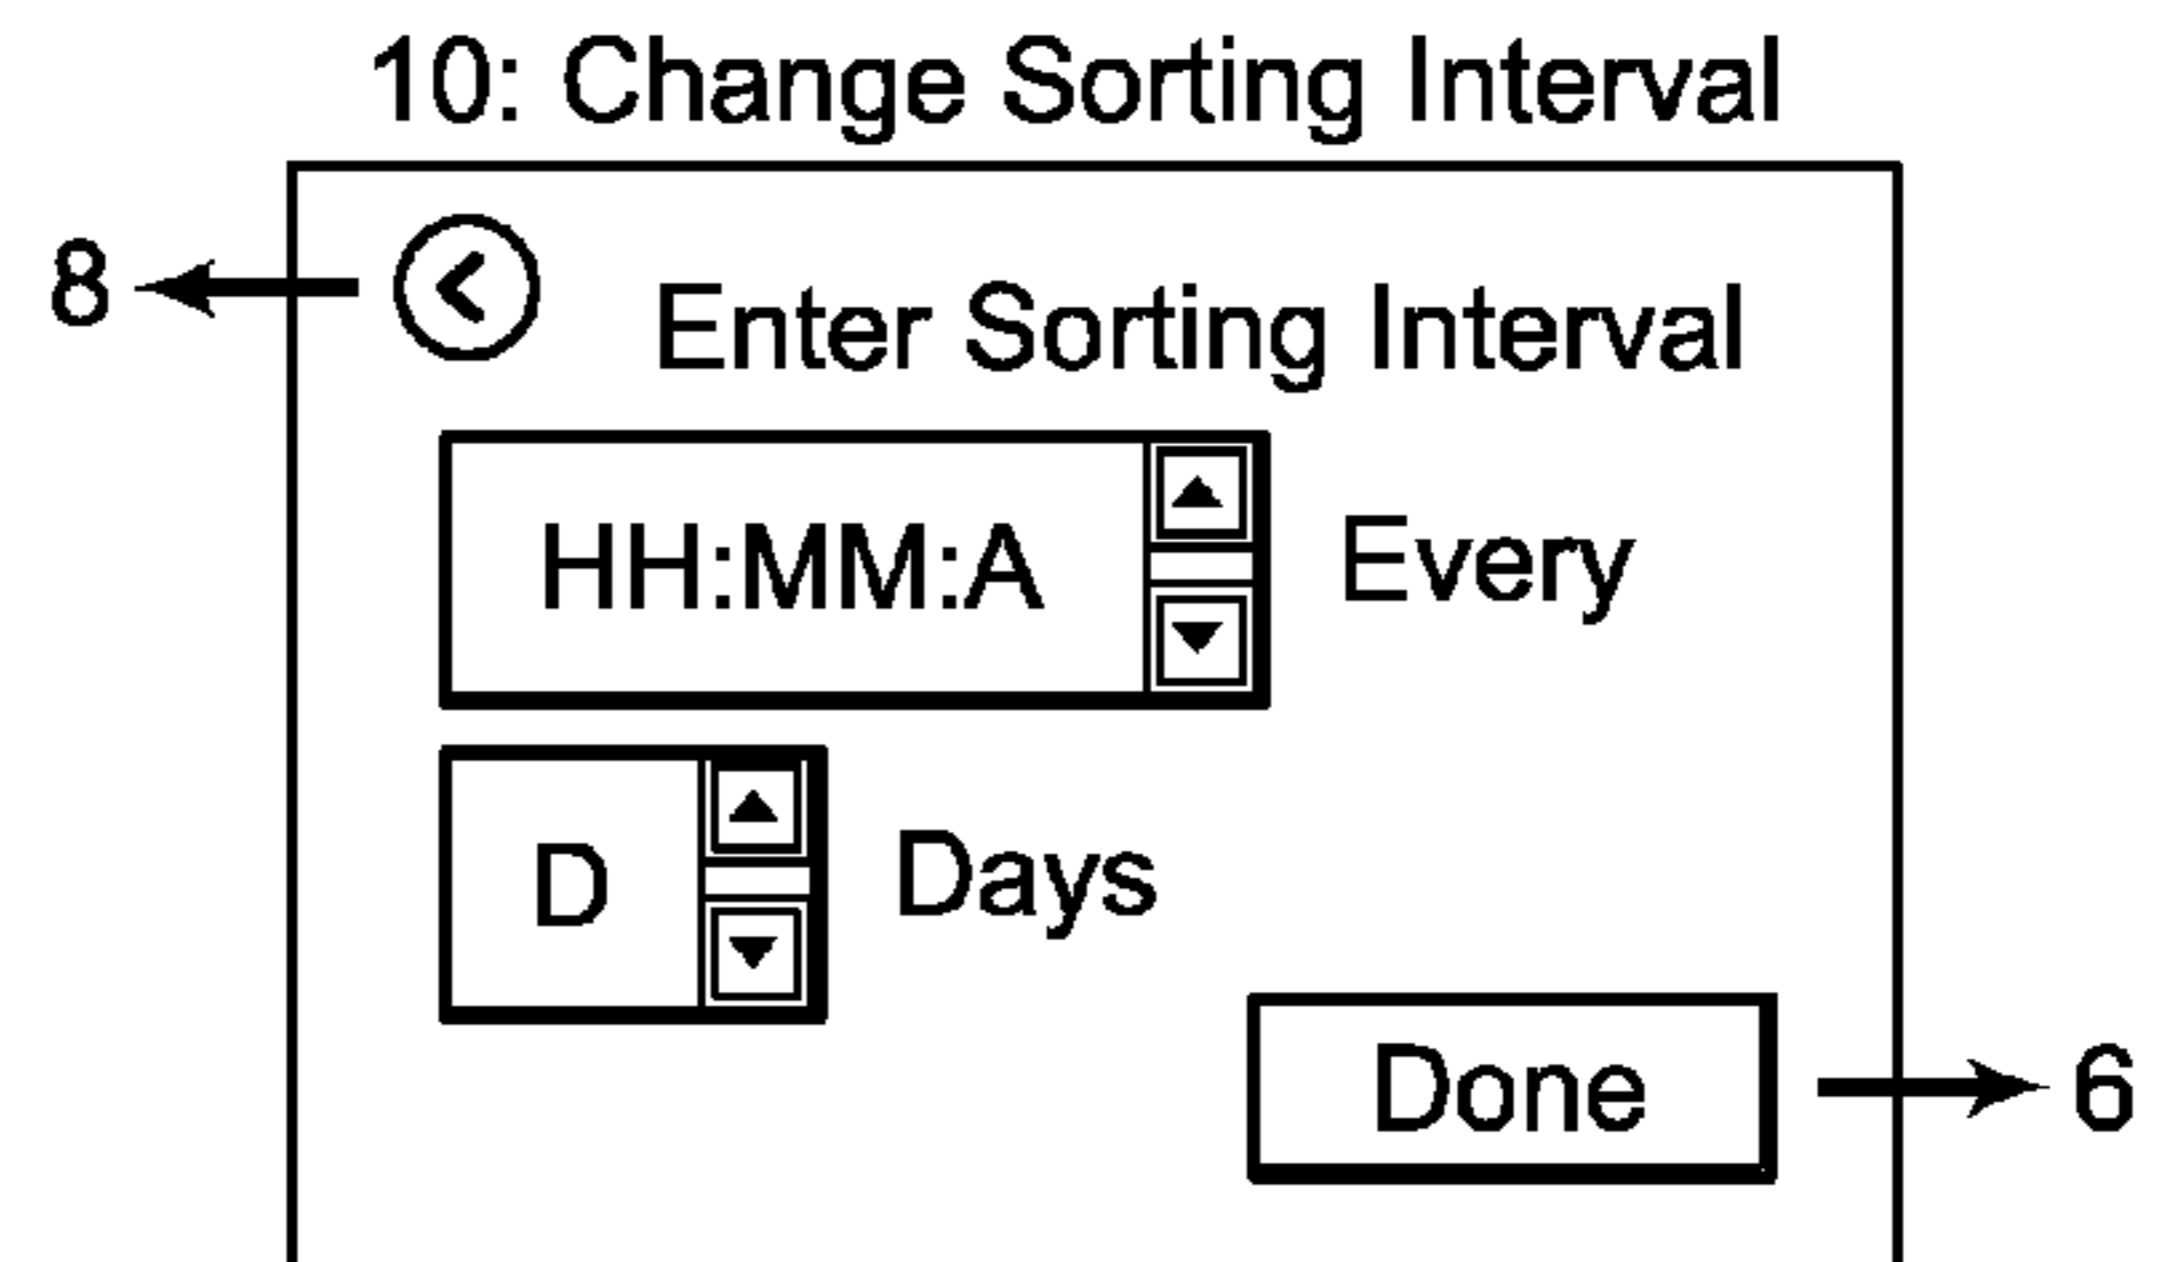 10: Change Sorting Interval
8
Enter Sorting Interval
HH:MM:A Every
D Days
Done
6